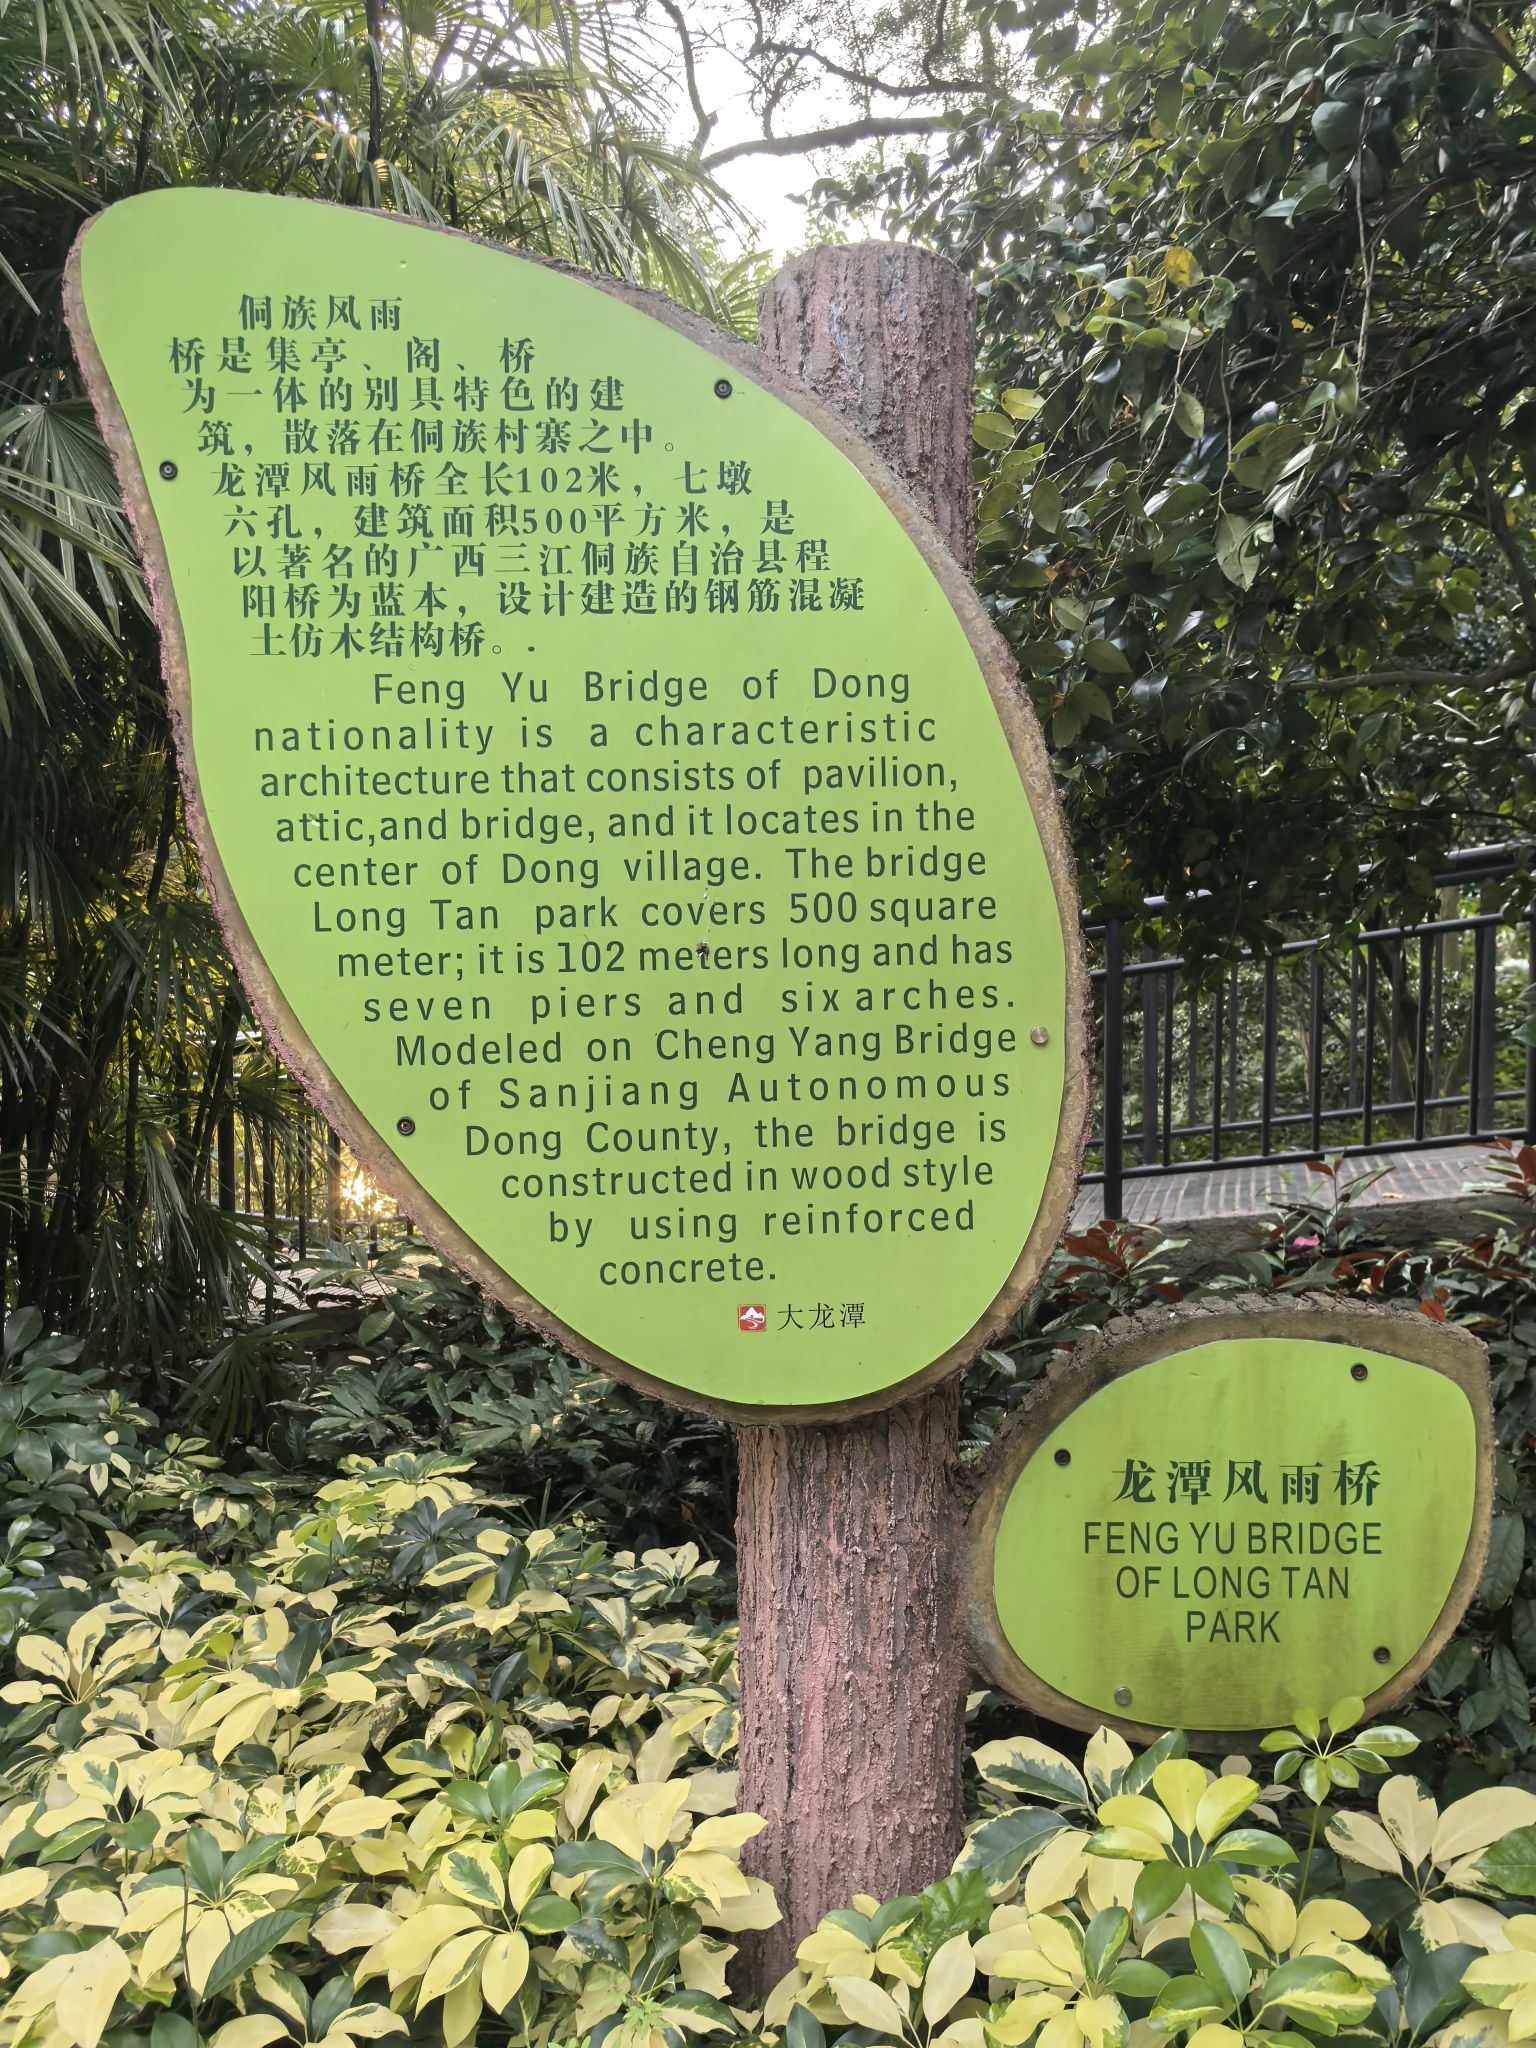 侗族风雨
桥是集亭、阁、桥
为一体的别具特色的建
筑，散落在侗族村寨之中。
龙潭风雨桥全长102米，七墩
六孔，建筑面积500平方米，是
以著名的广西三江侗族自治县程
阳桥为蓝本，设计建造的钢筋混凝
土仿木结构桥。.
Feng Yu Bridge of Dong
nationality is a characteristic
architecture that consists of pavilion,
attic,and bridge, and it locates in the
center of Dong village. The bridge
Long Tan park covers 500 square
meter; it is 102 meters long and has
seven piers and six arches.
Modeled on Cheng Yang Bridge
of Sanjiang Autonomous
Dong County, the bridge is
constructed in wood style
by using reinforced
concrete.
大龙潭
龙潭风雨桥
FENG YU BRIDGE
OF LONG TAN
PARK